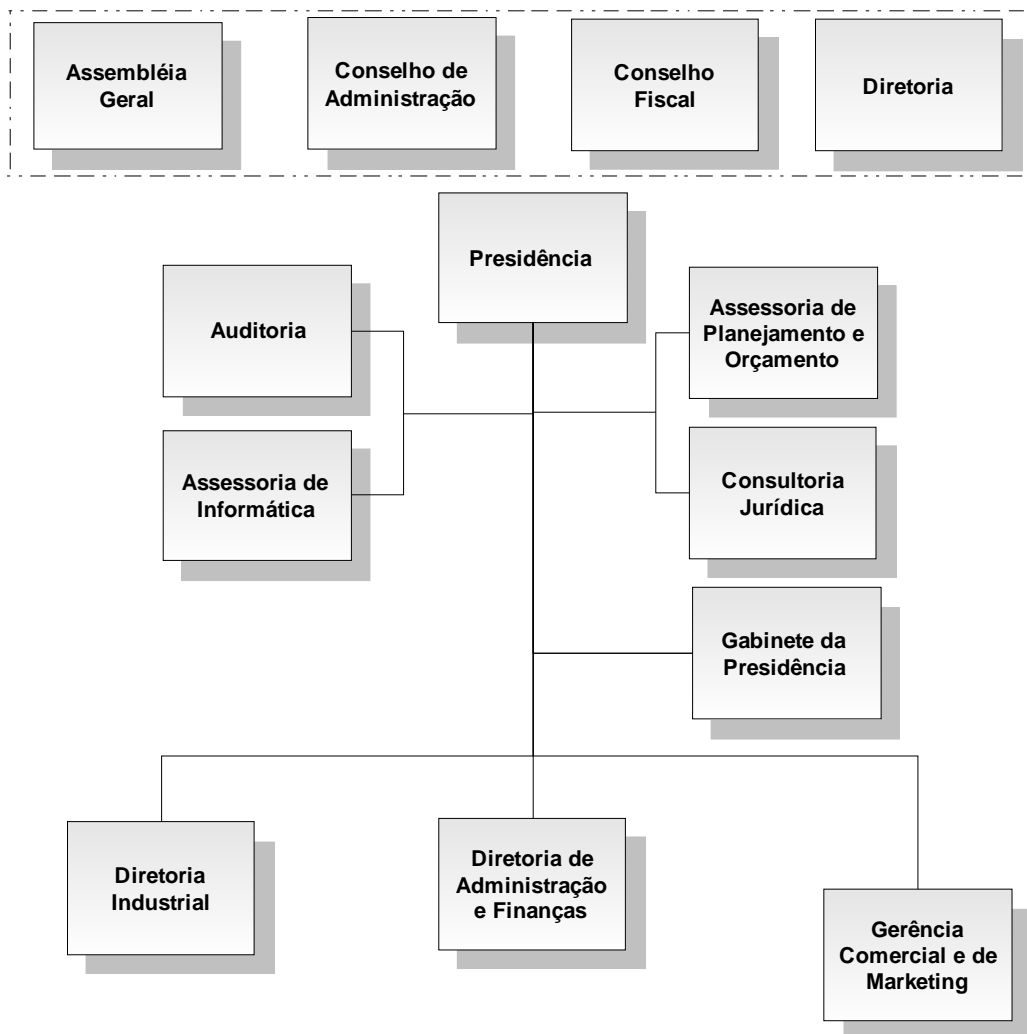 Assembléia
Geral
Conselho de
Administração
Conselho
Fiscal
Diretoria
Presidência
Auditoria
Assessoria de
Planejamento e
Orçamento
Assessoria de
Informática
Consultoria
Jurídica
Gabinete da
Presidência
Diretoria
Industrial
Diretoria de
Administração
e Finanças
Gerência
Comercial e de
Marketing